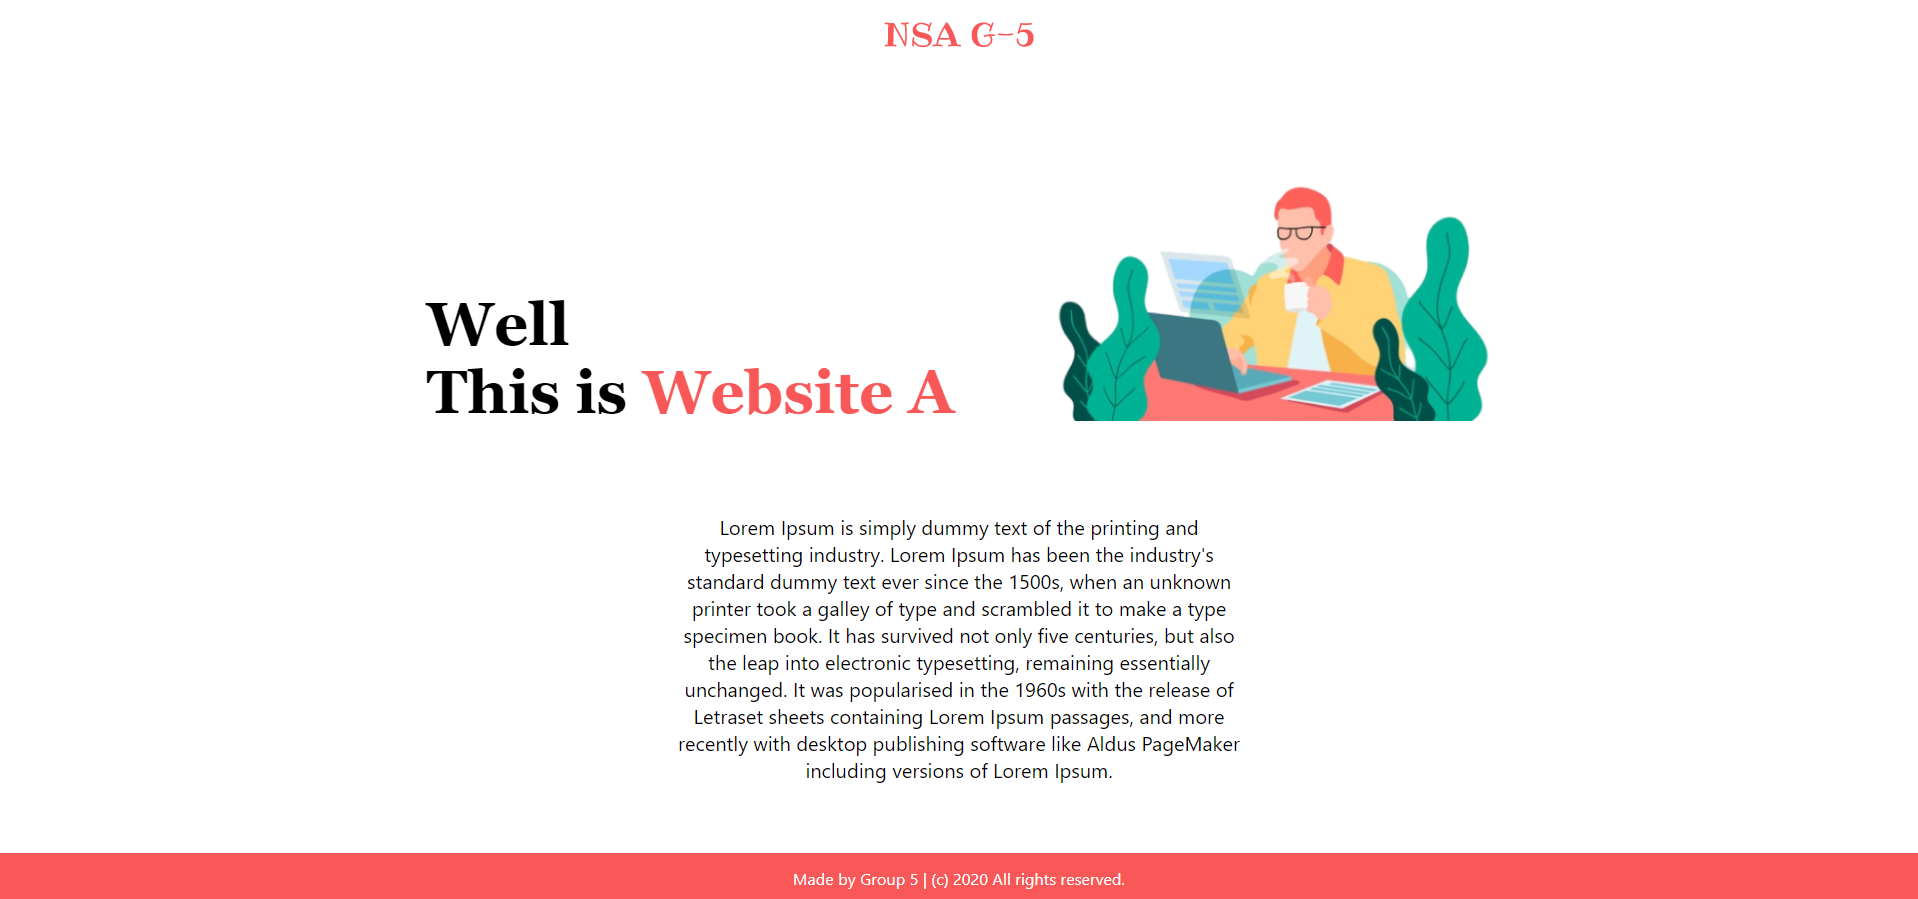 NSA G-5
Well
This is Website A
Lorem Ipsum is simply dummy text of the printing and
typesetting industry. Lorem Ipsum has been the industry's
standard dummy text ever since the 1500s, when an unknown
printer took a galley of type and scrambled it to make a type
specimen book. It has survived not only five centuries, but also
the leap into electronic typesetting, remaining essentially
unchanged. It was popularised in the 1960s with the release of
Letraset sheets containing Lorem Ipsum passages, and more
recently with desktop publishing software like Aldus PageMaker
including versions of Lorem Ipsum.
Made by Group 5 | (c) 2020 All rights reserved.